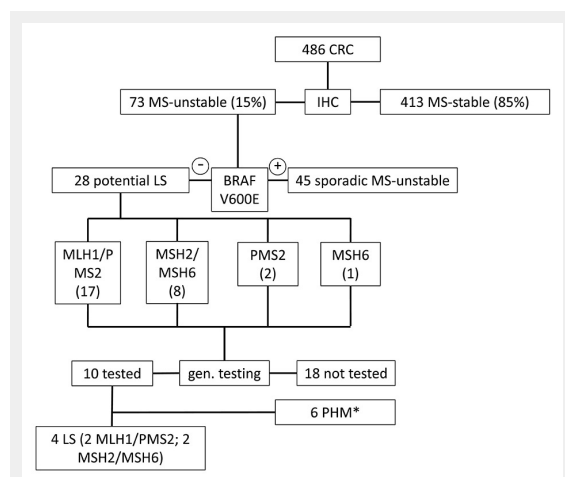 486 CRC
73 MS-unstable (15%)
IHC
413 MS-stable (85%)
-
+
28 potential LS
BRAF
V600E
45 sporadic MS-unstable
MLH1/P
MS2
(17)
MSH2/
MSH6
(8)
PMS2
(2)
MSH6
(1)
10 tested
gen. testing
18 not tested
6 PHM*
4 LS (2 MLH1/PMS2; 2
MSH2/MSH6)